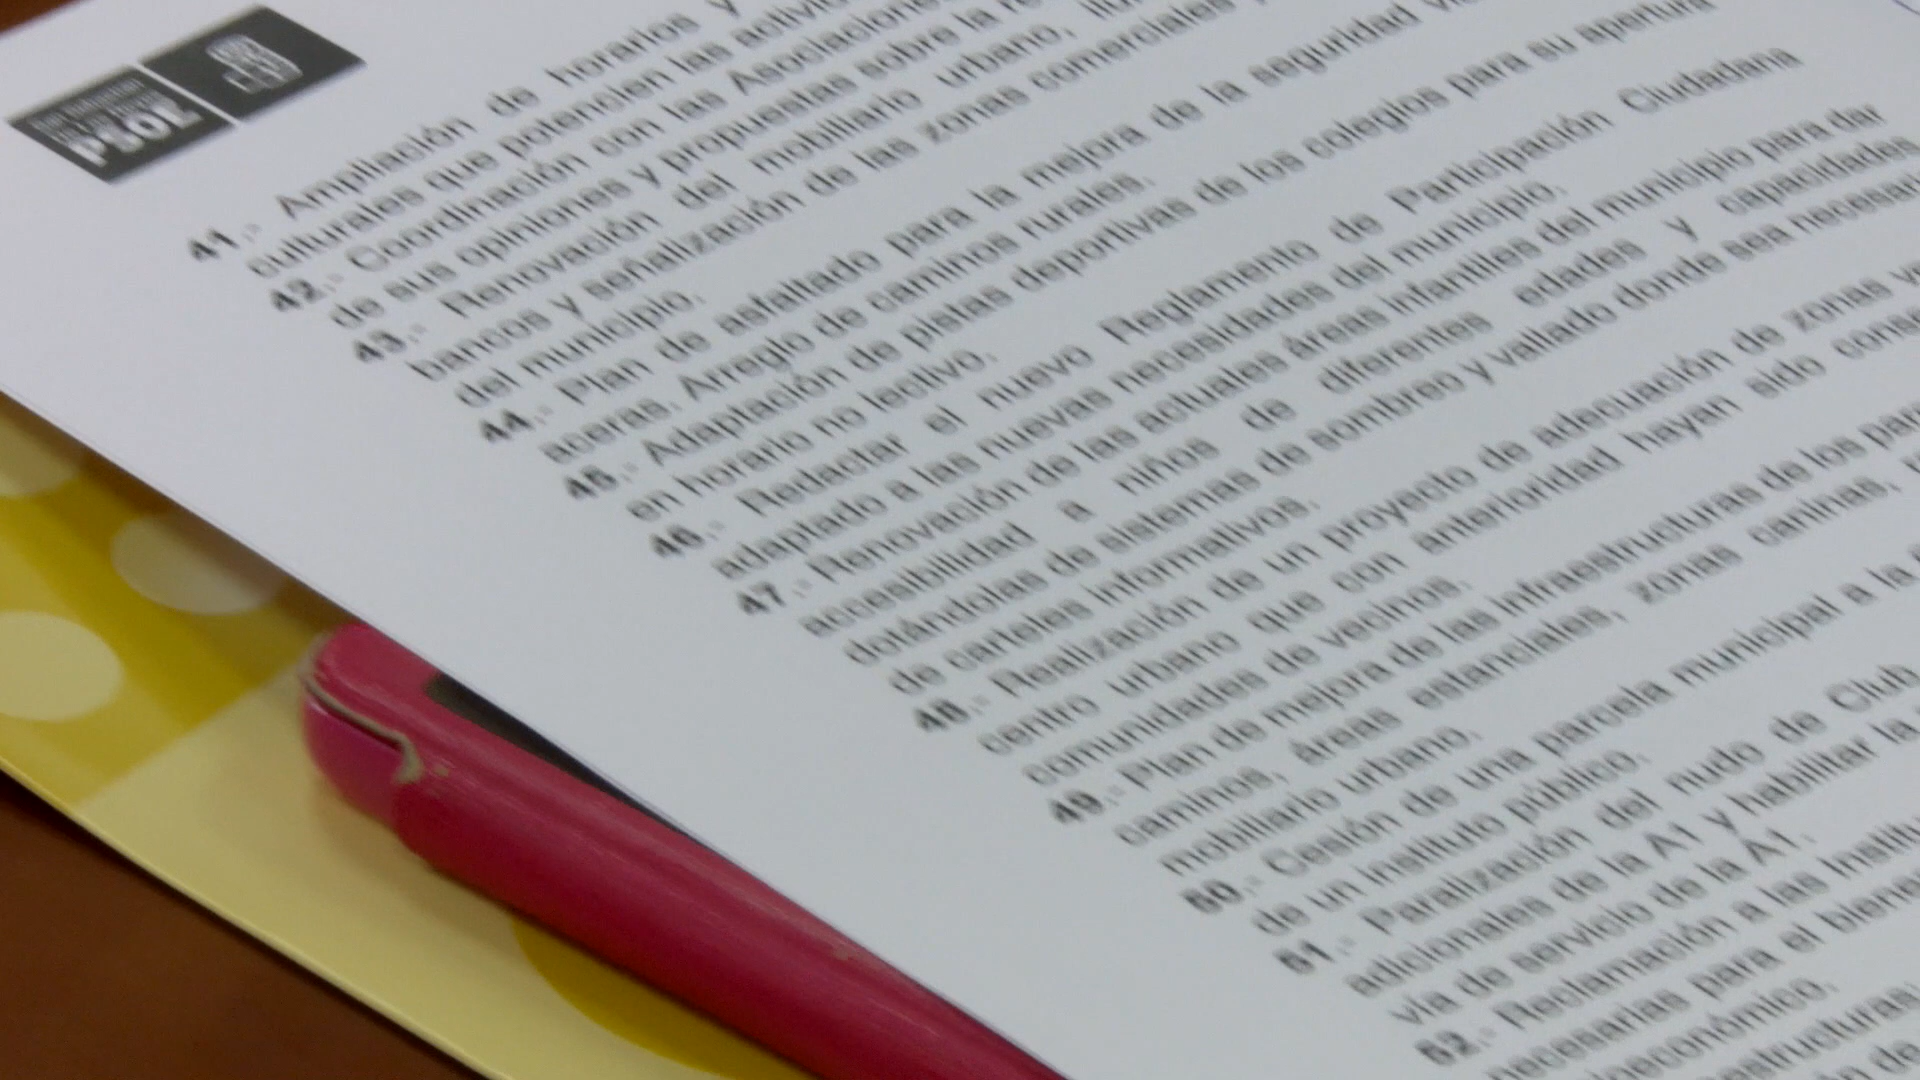 PSOE
41.- Ampliación de horarios y
culturales que potencien las
42.- Coordinación con las Asociaciones
de sus opiniones y propuestas sobre la
43.- Renovación del mobiliario urbano,
bancos y señalización de las zonas comerciales
del municipio.
44.- Plan de asfaltado para la mejora de la seguridad
aceras. Arreglo de caminos rurales.
45.- Adaptación de pistas deportivas de los colegios para su apertura
en horario no lectivo.
46.- Redactar el nuevo Reglamento de Participación Ciudadana
adaptado a las nuevas necesidades del municipio.
47.- Renovación de las actuales áreas infantiles del municipio para dar
accesibilidad a niños de diferentes edades y capacidades
dotándolas de sistemas de sombreo y vallado donde sea
de carteles informativos.
48.- Realización de un proyecto de adecuación de zonas
centro urbano que con anterioridad hayan sido
comunidades de vecinos.
49.- Plan de mejora de las infraestructuras de los
caminos, áreas estanciales, zonas caninas,
mobiliario urbano.
50.- Cesión de una parcela municipal a la
de un instituto público.
51.- Paralización del nudo de Club
adicionales de la A1 y habilitar la
vía de servicio de la A1.
52.- Reclamación a las
necesarias para el